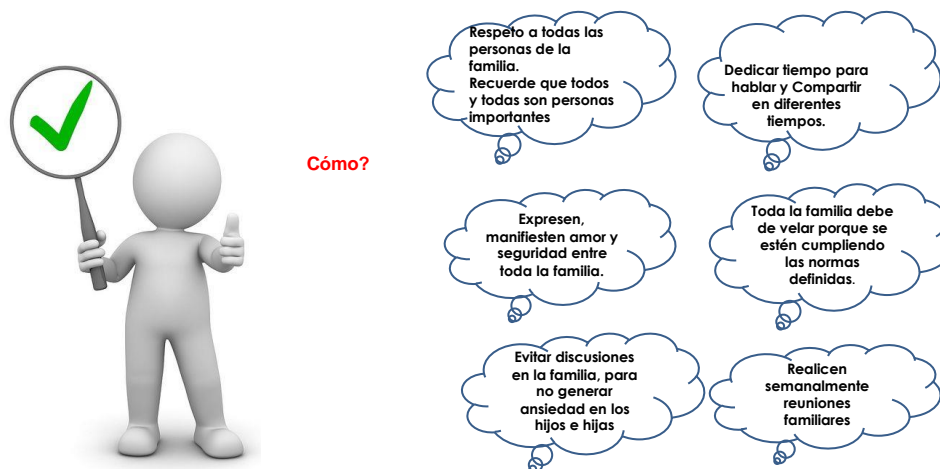 Cómo?
Respeto a todas las
personas de la
familia.
Recuerde que todos
y todas son personas
importantes
Dedicar tiempo para
hablar y Compartir
en diferentes
tiempos.
Expresen,
manifiesten amor y
seguridad entre
toda la familia.
Toda la familia debe
de velar porque se
estén cumpliendo
las normas
definidas.
Evitar discusiones
en la familia, para
no generar
ansiedad en los
hijos e hijas
Realicen
semanalmente
reuniones
familiares